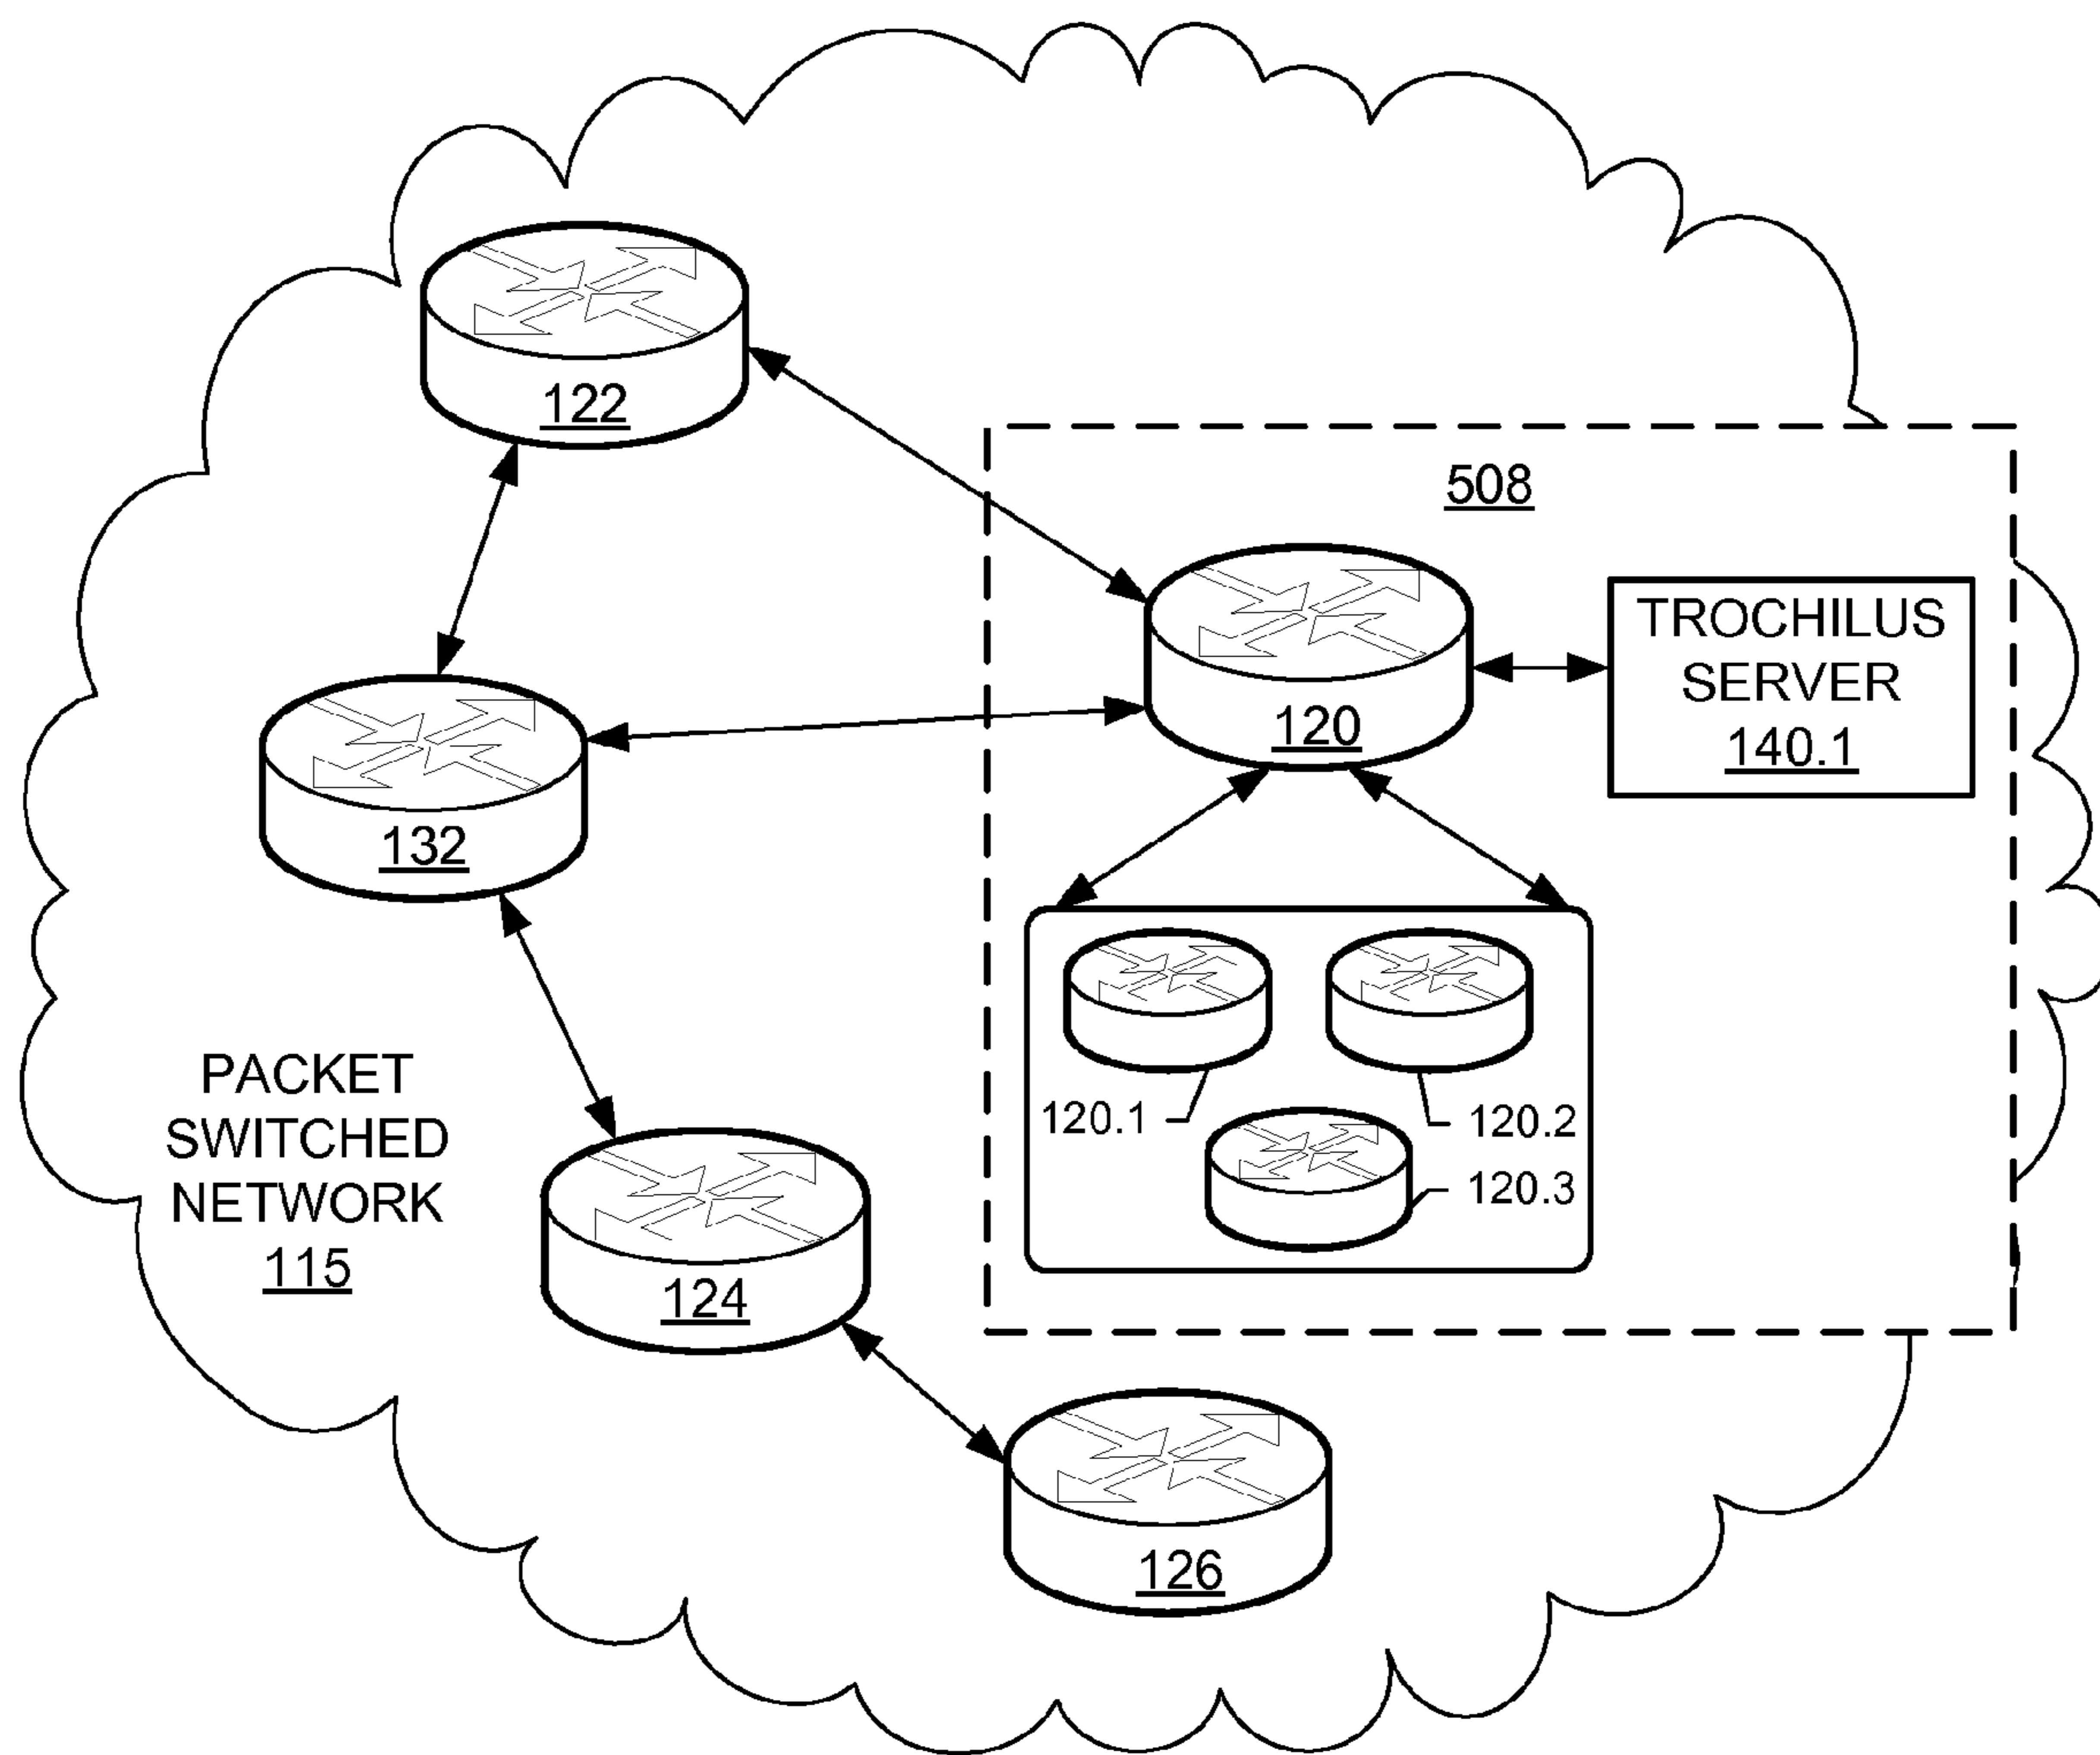 122
508
TROCHILUS
SERVER
140.1
120
132
120.1
120.2
120.3
PACKET
SWITCHED
NETWORK
115
124
126